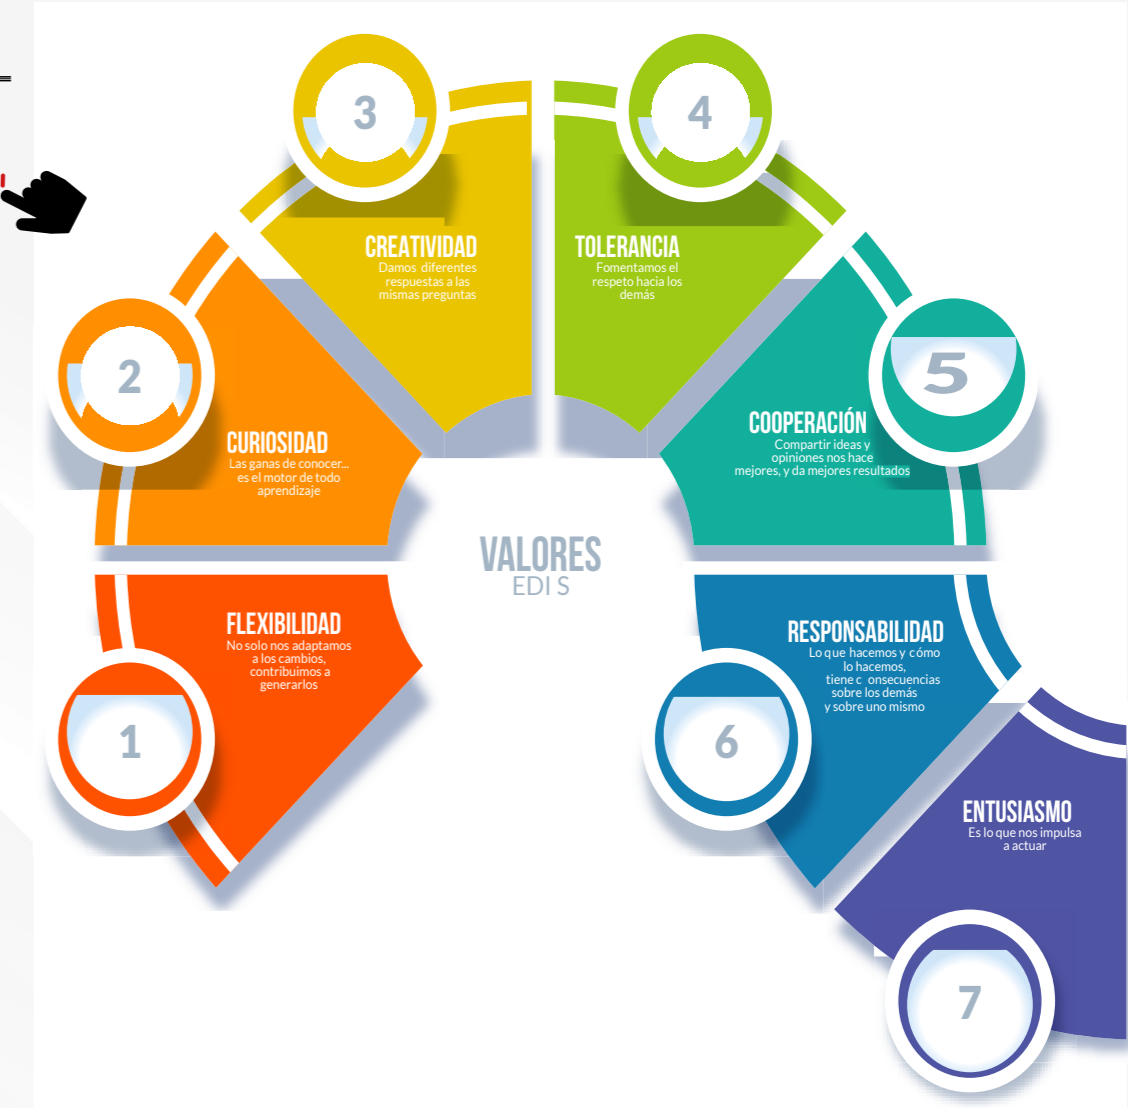 3
CREATIVIDAD
Damos diferentes
respuestas a las
mismas preguntas
4
TOLERANCIA
Fomentamos el
respeto hacia los
demás
2
CURIOSIDAD
Las ganas de conocer...
es el motor de todo
aprendizaje
5
COOPERACIÓN
Compartir ideas y
opiniones nos hace
mejores, y da mejores resultados
VALORES
EDI S
1
FLEXIBILIDAD
No solo nos adaptamos
a los cambios,
contribuimos a
generarlos
6
RESPONSABILIDAD
Lo que hacemos y cómo
lo hacemos,
tiene c onsecuencias
sobre los demás
y sobre uno mismo
7
ENTUSIASMO
Es lo que nos impulsa
a actuar